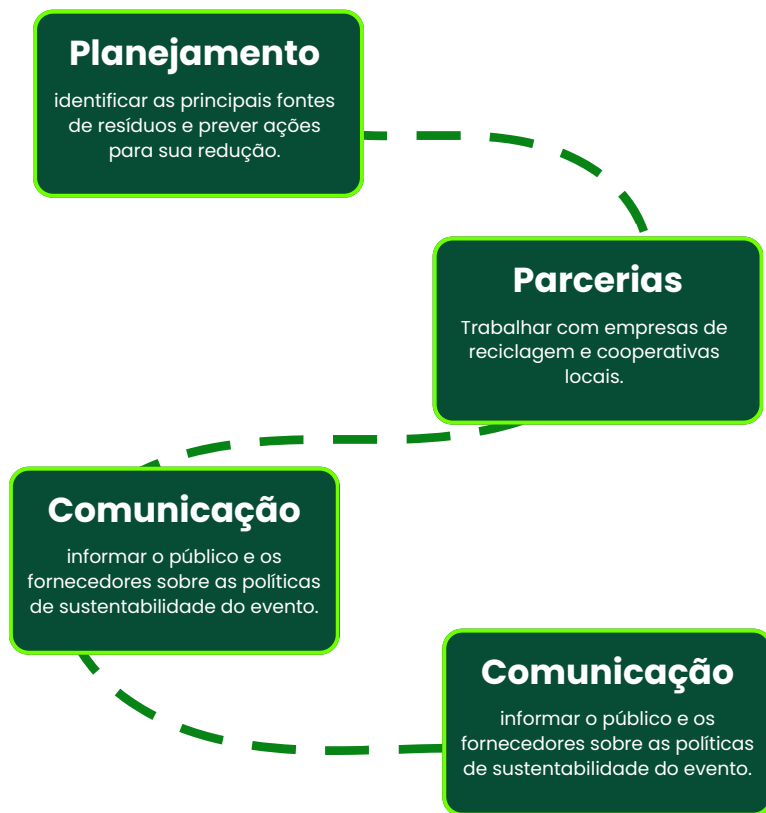 Planejamento
identificar as principais fontes
de resíduos e prever ações
para sua redução.
Parcerias
Trabalhar com empresas de
reciclagem e cooperativas
locais.
Comunicação
informar o público e os
fornecedores sobre as políticas
de sustentabilidade do evento.
Comunicação
informar o público e os
fornecedores sobre as políticas
de sustentabilidade do evento.